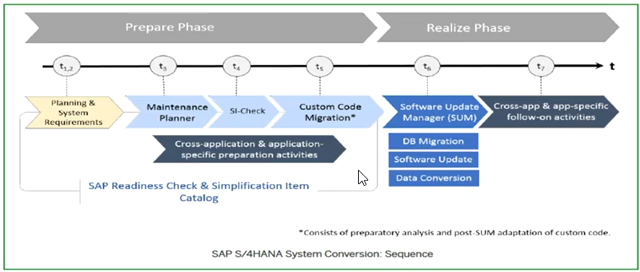 Prepare Phase
Realize Phase
t1,2
t3
t4
t5
t6
t7
t
Planning &
System
Requirements
Maintenance
Planner
SI-Check
Custom Code
Migration*
Software Update
Manager (SUM)
Cross-app & app-specific
follow-on activities
Cross-application & application-
specific preparation activities
DB Migration
Software Update
Data Conversion
SAP Readiness Check & Simplification Item
Catalog
*Consists of preparatory analysis and post-SUM adaptation of custom code.
SAP S/4HANA System Conversion: Sequence